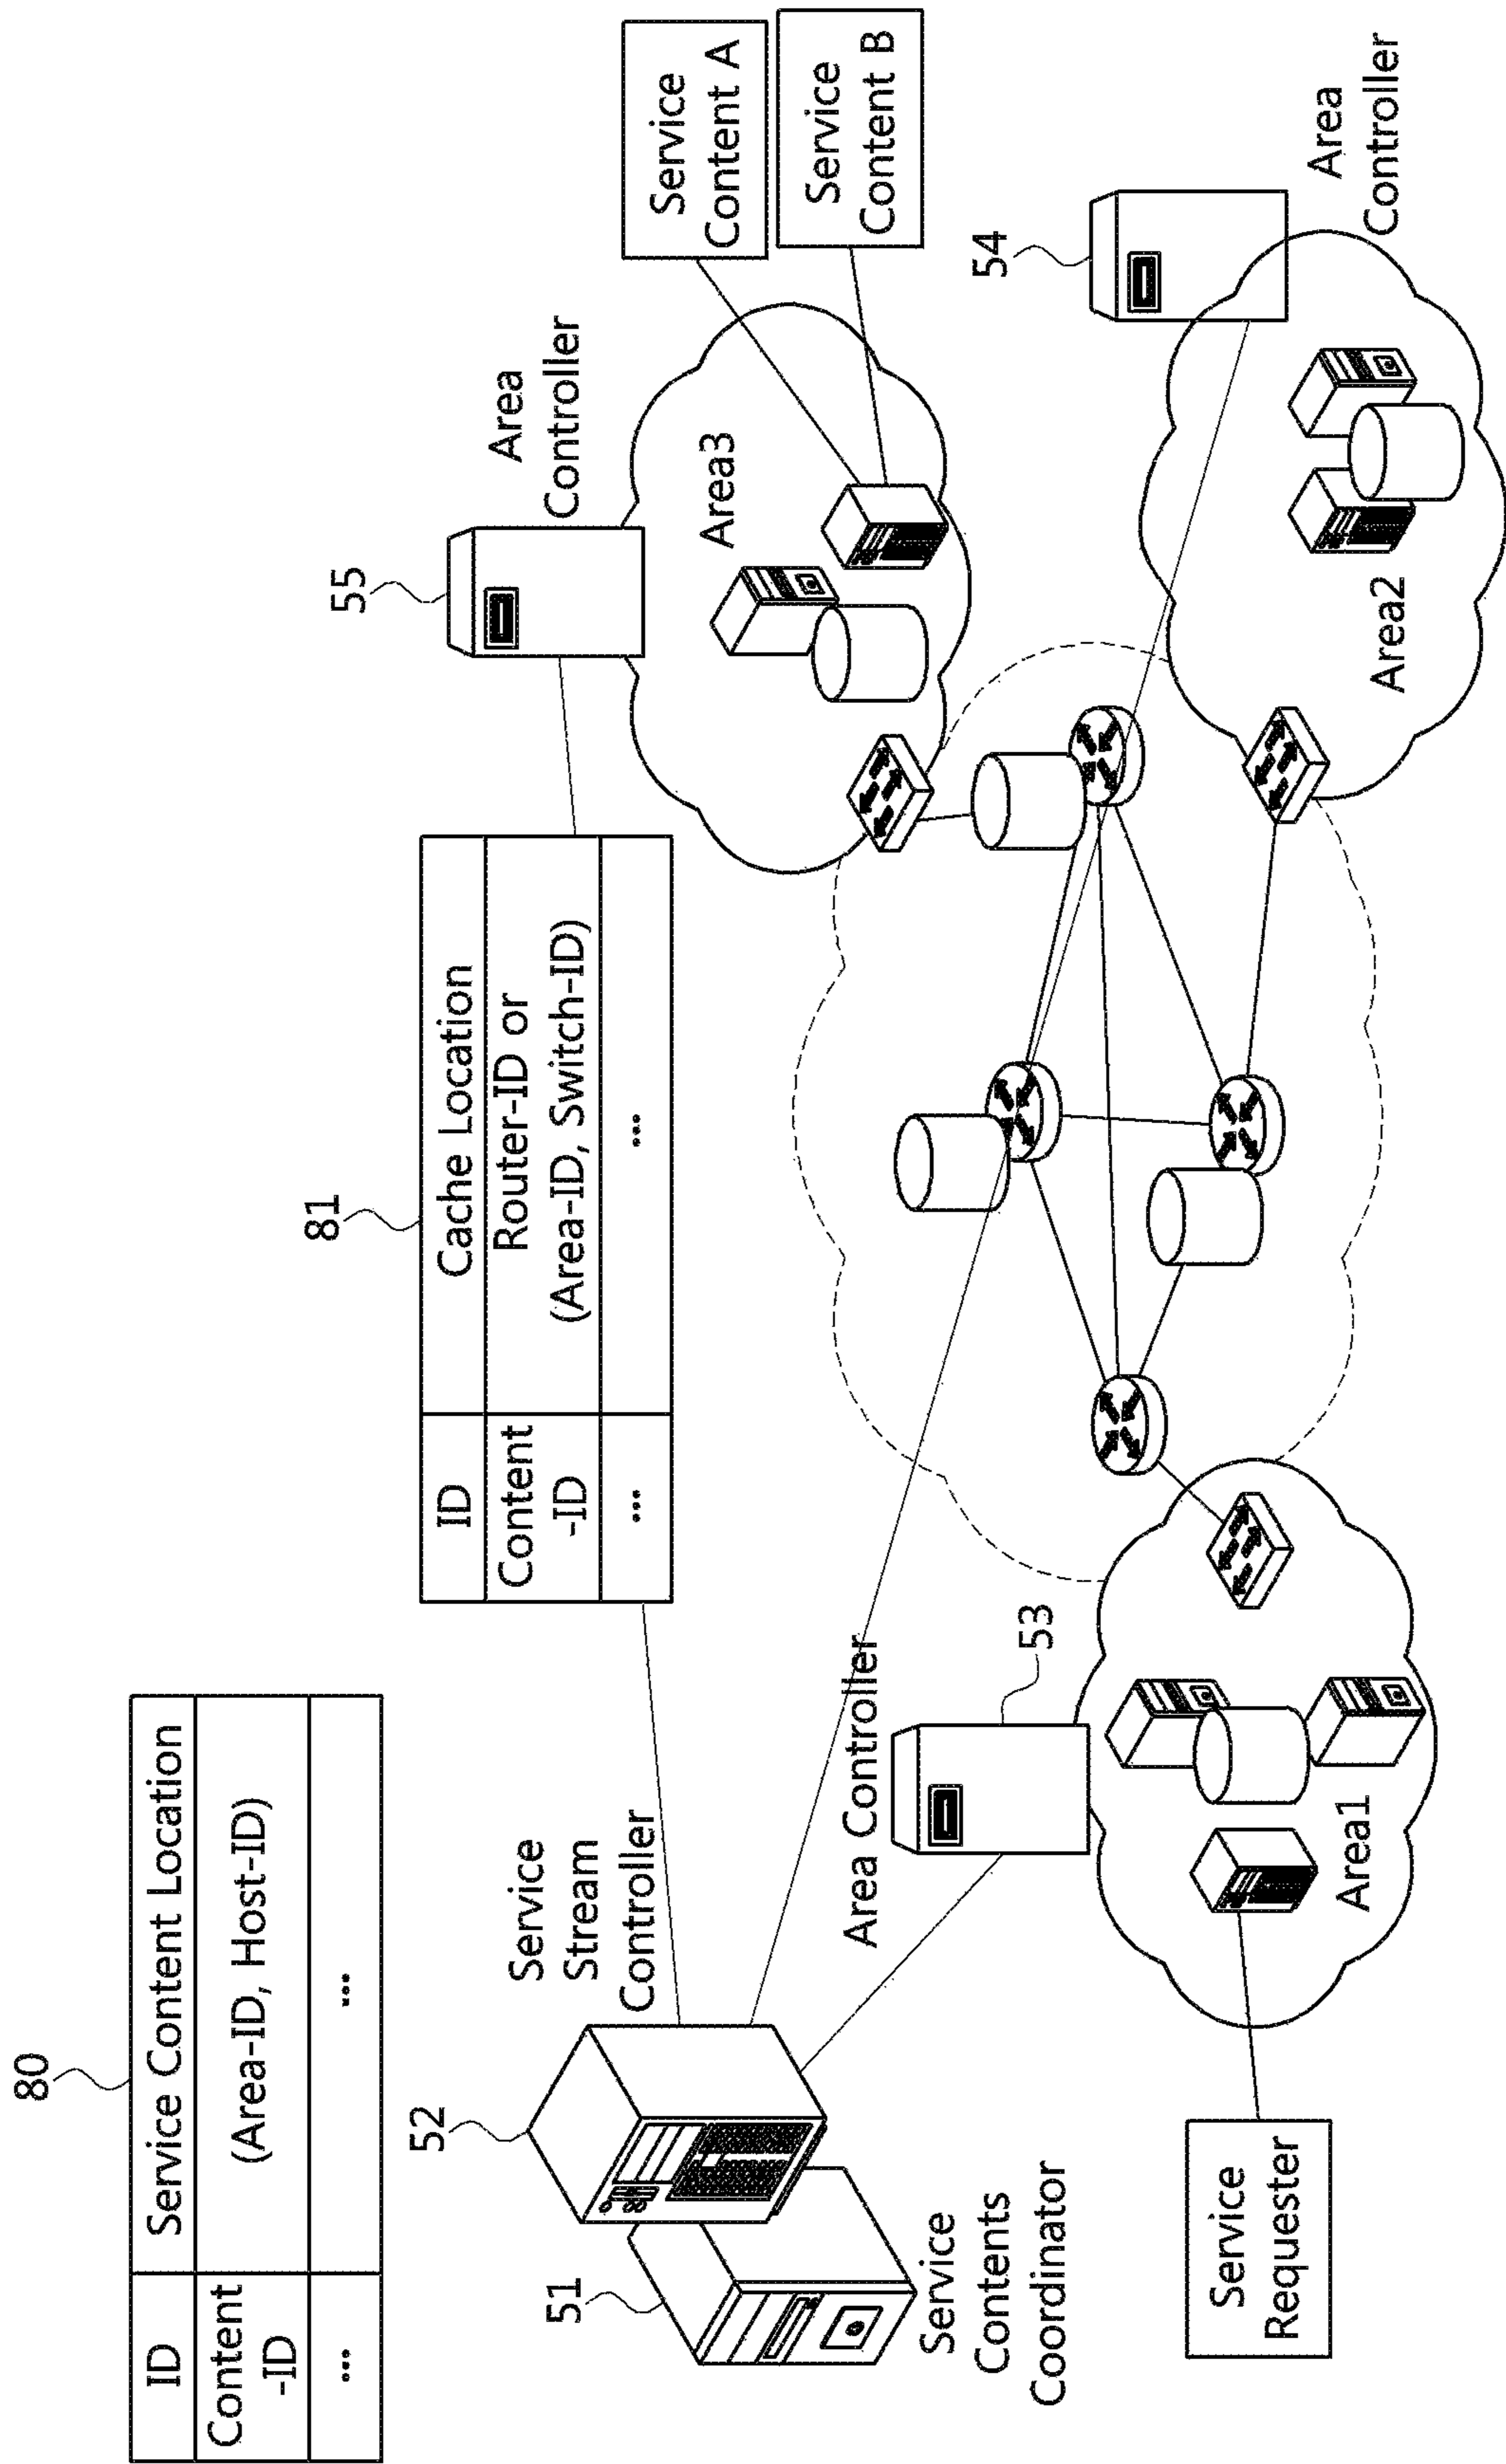 80
ID
Service Content Location
Content
-ID
(Area-ID, Host-ID)
...
...
81
ID
Cache Location
Content
-ID
Router-ID or
(Area-ID, Switch-ID)
...
...
55
Area
Controller
52
Service
Stream
Controller
51
Service
Contents
Coordinator
Area Controller
53
Area3
Service
Content A
Service
Content B
54
Area
Controller
Area1
Area2
Service
Requester